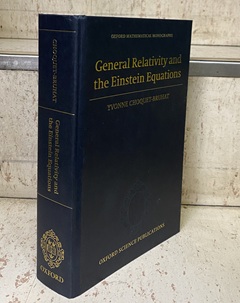 OXFORD MATHEMATICAL MONOGRAPHS
General Relativity and
the Einstein Equations
YVONNE CHOQUET-BRUHAT
OXFORD SCIENCE PUBLICATIONS
CHOQUET-BRUHAT
General Relativity and
the Einstein Equations
OXFORD